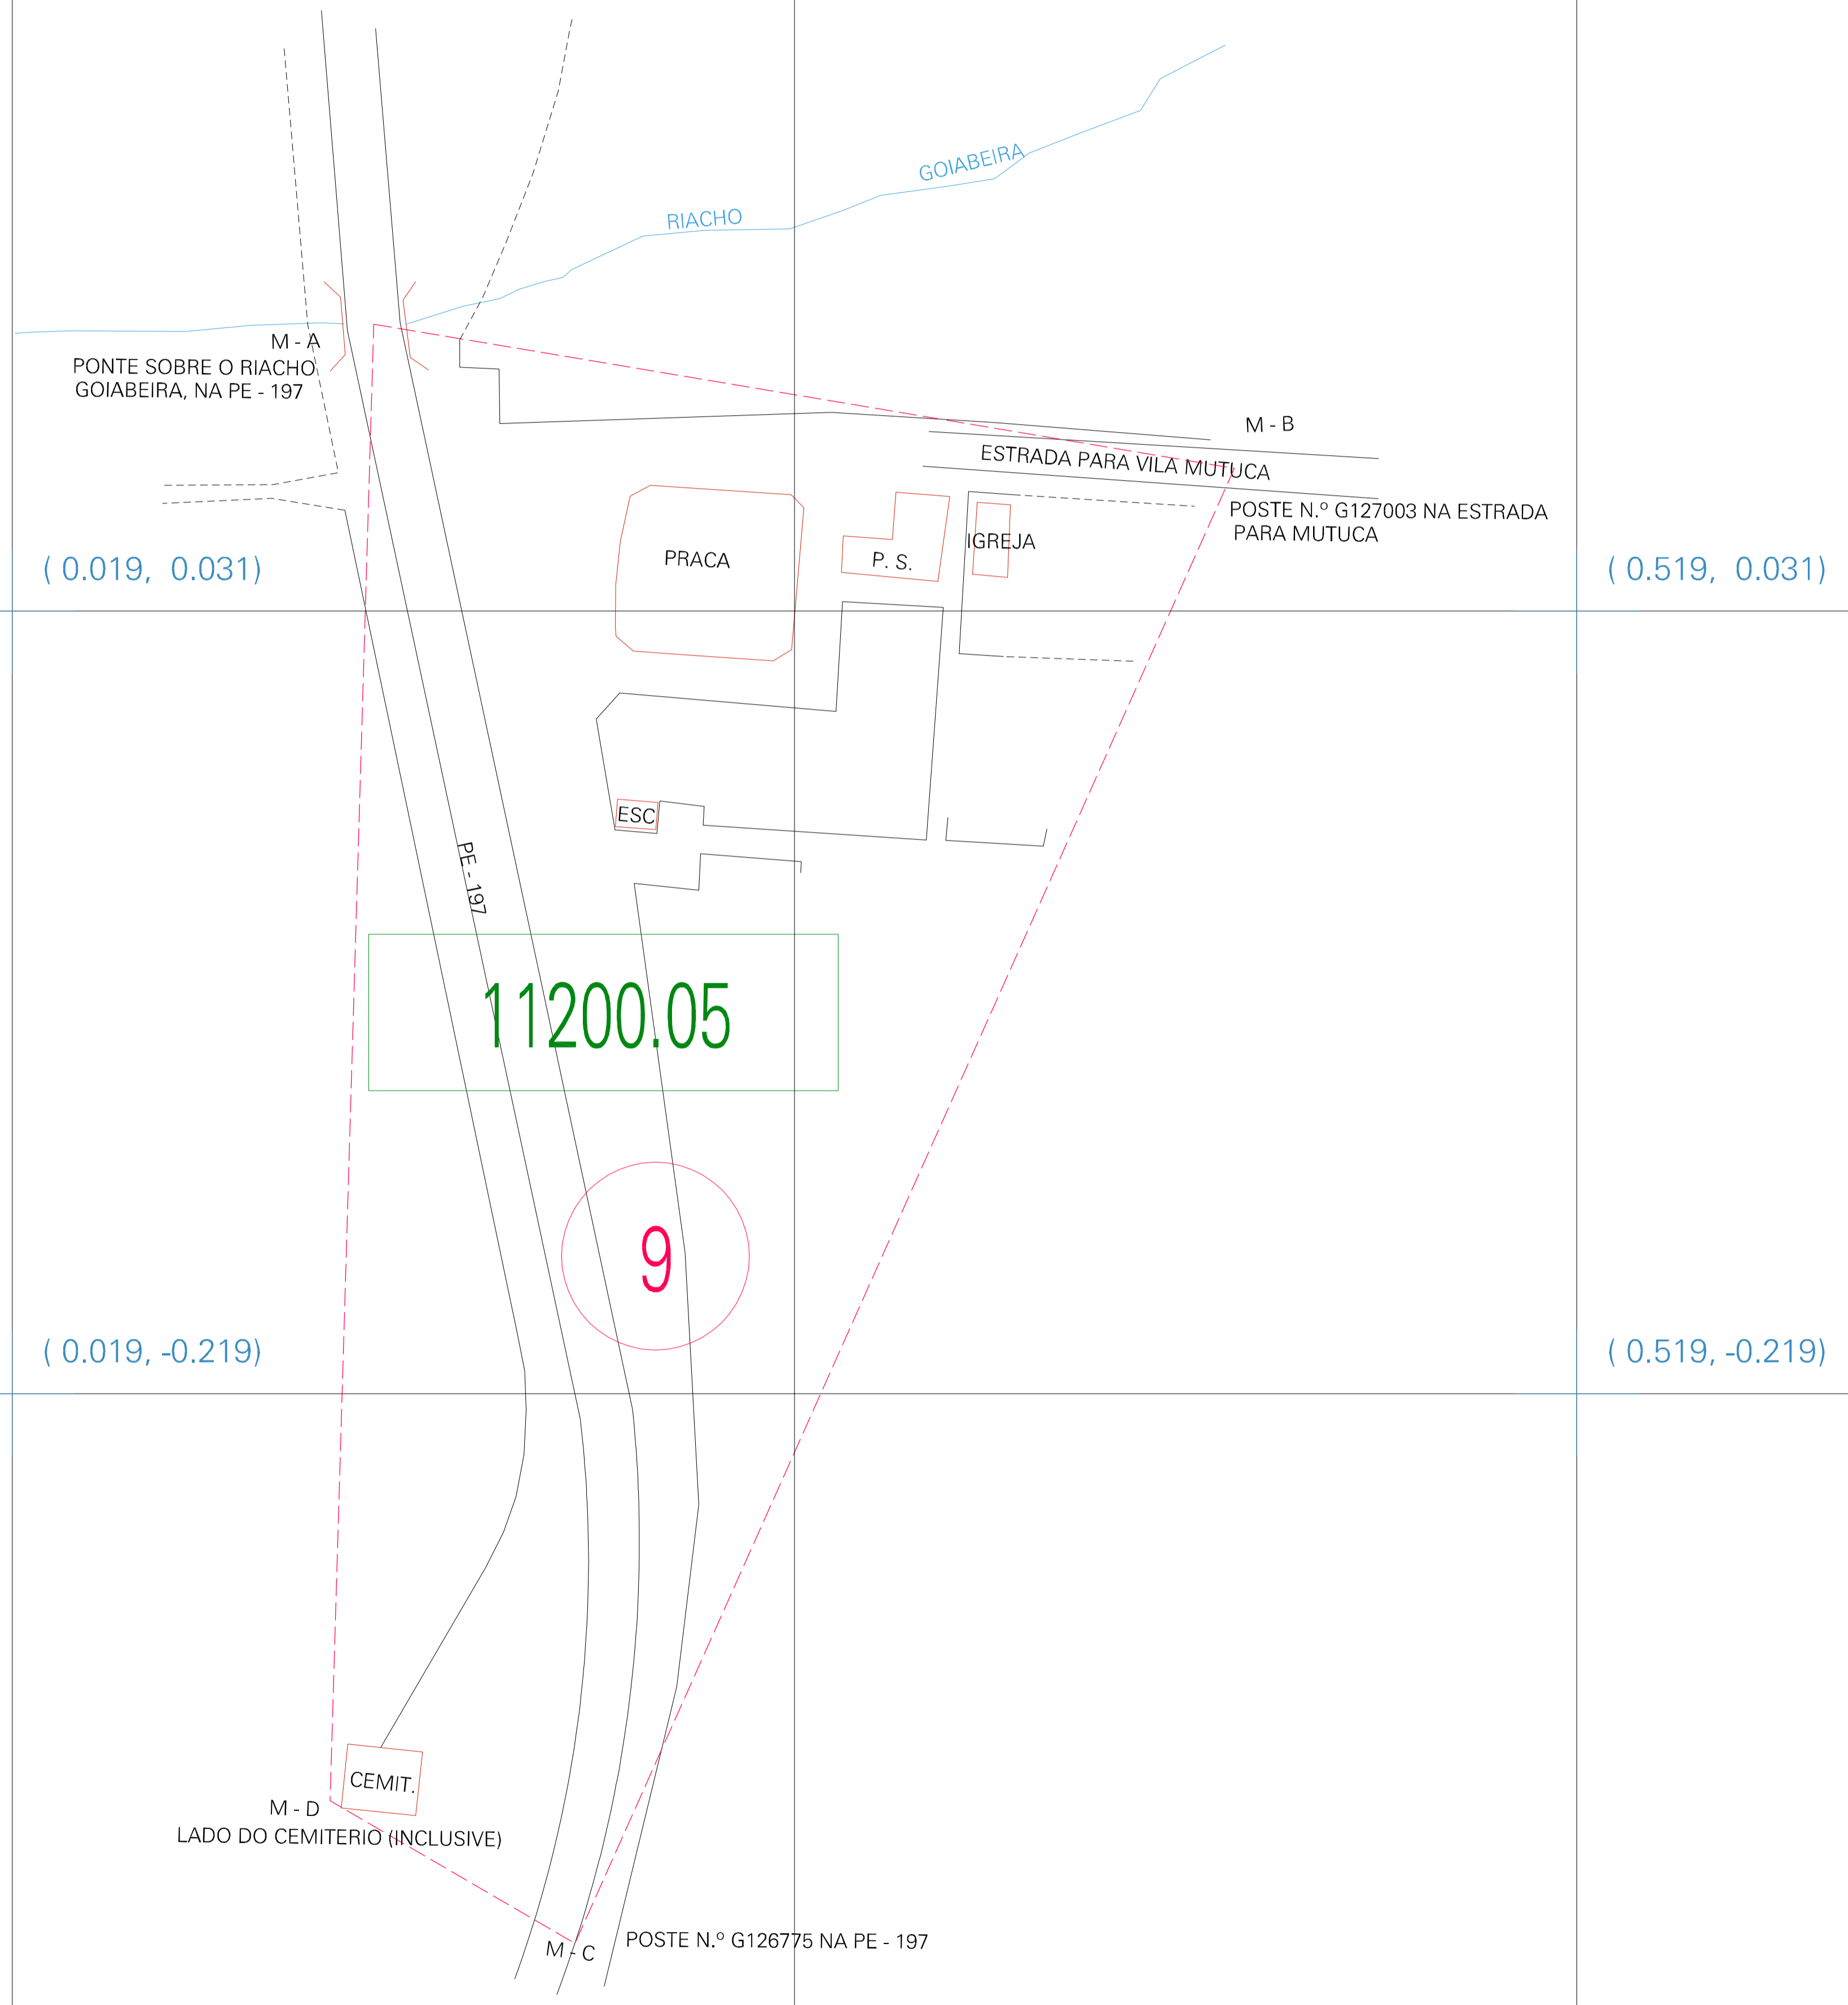 GOIABEIRA
RIACHO
M - A
PONTE SOBRE O RIACHO
GOIABEIRA, NA PE - 197
M - B
ESTRADA PARA VILA MUTUCA
POSTE N.º G127003 NA ESTRADA
PARA MUTUCA
IGREJA
PRACA
P. S.
( 0.019,  0.031)
( 0.519,  0.031)
ESC
PE - 197
11200.05
9
( 0.019, -0.219)
( 0.519, -0.219)
CEMIT.
M - D
LADO DO CEMITERIO (INCLUSIVE)
POSTE N.º G126775 NA PE - 197
M - C